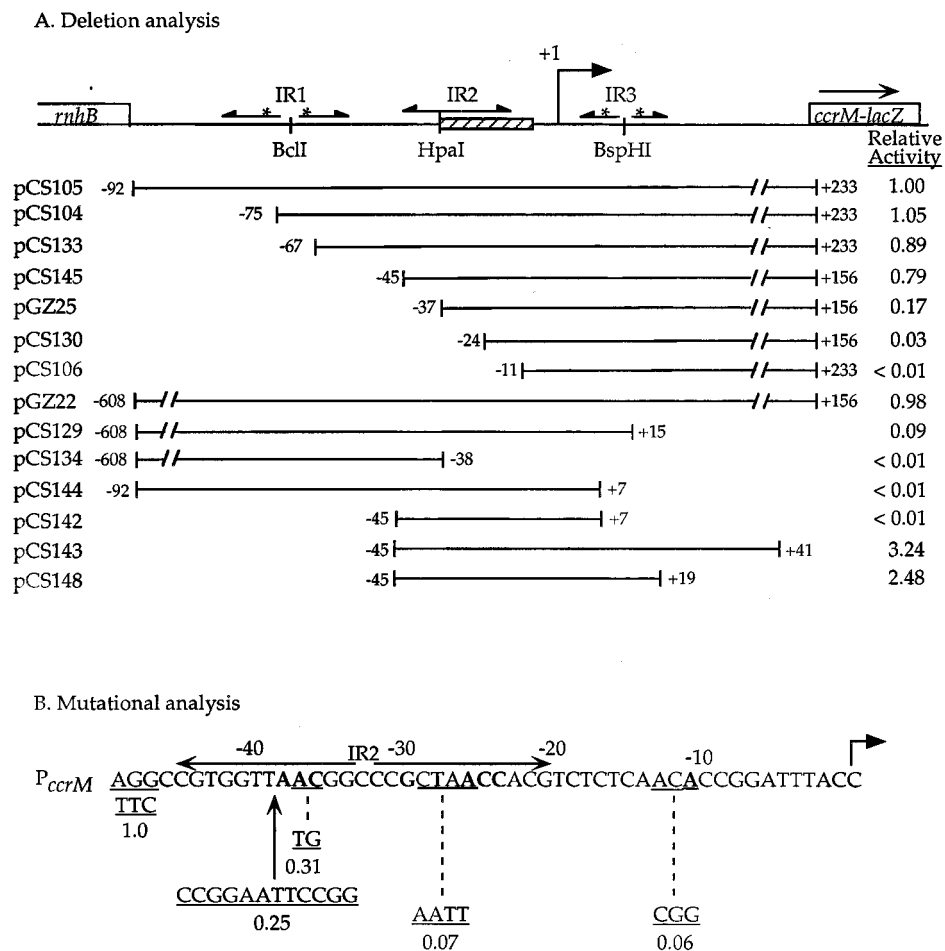 A. Deletion analysis
+1
IR1 IR2 IR3
* * * *
rnhB ccrM-lacZ
BclI HpaI BspHI
Relative
Activity
pCS105 -92 +233 1.00
pCS104 -75 +233 1.05
pCS133 -67 +233 0.89
pCS145 -45 +156 0.79
pGZ25 -37 +156 0.17
pCS130 -24 +156 0.03
pCS106 -11 +233 < 0.01
pGZ22 -608 +156 0.98
pCS129 -608 +15 0.09
pCS134 -608 -38 < 0.01
pCS144 -92 +7 < 0.01
pCS142 -45 +7 < 0.01
pCS143 -45 +41 3.24
pCS148 -45 +19 2.48
B. Mutational analysis
-40 IR2 -30 -20 -10
PccrM AGGCCGTGGTTAACGGCCCGCTAACCACGTCTCTCAACACCGGATTTACC
TTC
1.0
TG
0.31
CCGGAATTCCGG
0.25
AATT
0.07
CGG
0.06